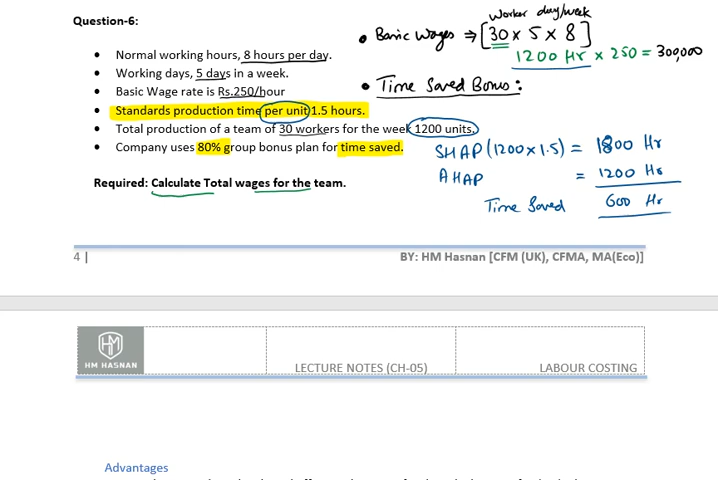 Question-6:
• Normal working hours, 8 hours per day.
• Working days, 5 days in a week.
• Basic Wage rate is Rs.250/hour
• Standards production time per unit 1.5 hours.
• Total production of a team of 30 workers for the week 1200 units.
• Company uses 80% group bonus plan for time saved.
Required: Calculate Total wages for the team.
worker day/week
• Basic Wages ⇒ [30 x 5 x 8]
1200 Hr x 250 = 300,000
• Time Saved Bonus:
SHAP (1200 x 1.5) = 1800 Hr
AHAP = 1200 Hr
Time Saved 600 Hr
4 | BY: HM Hasnan [CFM (UK), CFMA, MA(Eco)]
HM HASNAN
LECTURE NOTES (CH-05)
LABOUR COSTING
Advantages